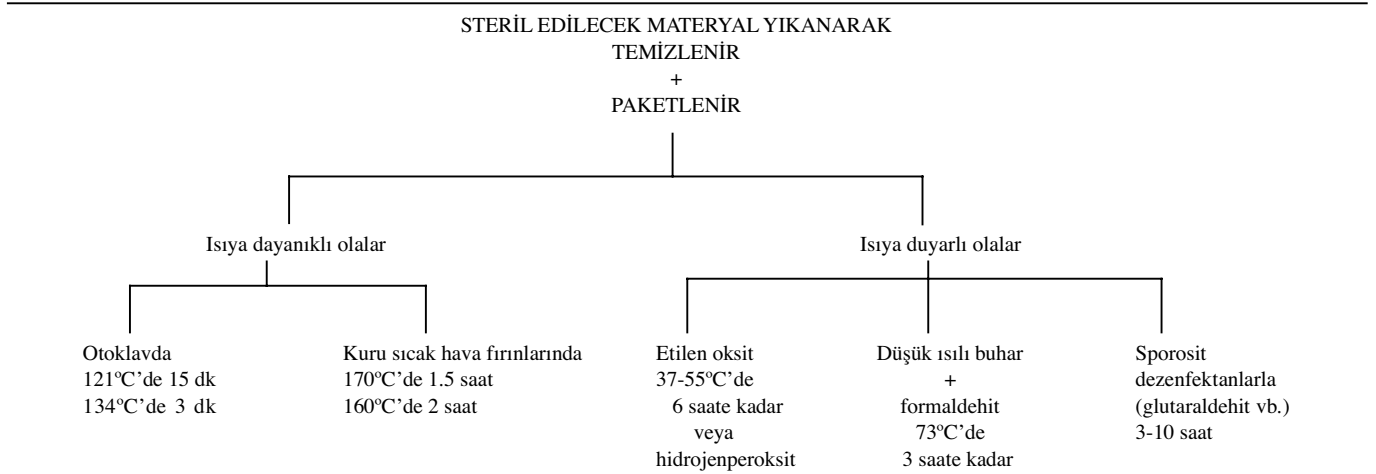 STERİL EDİLECEK MATERYAL YIKANARAK
TEMİZLENİR
+
PAKETLENİR
Isıya dayanıklı olalar
Isıya duyarlı olalar
Otoklavda
121ºC’de 15 dk
134ºC’de 3 dk
Kuru sıcak hava fırınlarında
170ºC’de 1.5 saat
160ºC’de 2 saat
Etilen oksit
37-55ºC’de
6 saate kadar
veya
hidrojenperoksit
Düşük ısılı buhar
+
formaldehit
73ºC’de
3 saate kadar
Sporosit
dezenfektanlarla
(glutaraldehit vb.)
3-10 saat